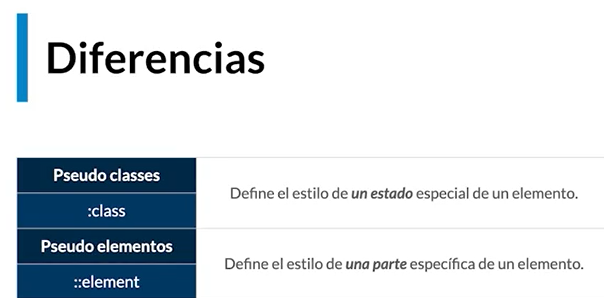 Diferencias
Pseudo classes
:class
Define el estilo de un estado especial de un elemento.
Pseudo elementos
::element
Define el estilo de una parte específica de un elemento.